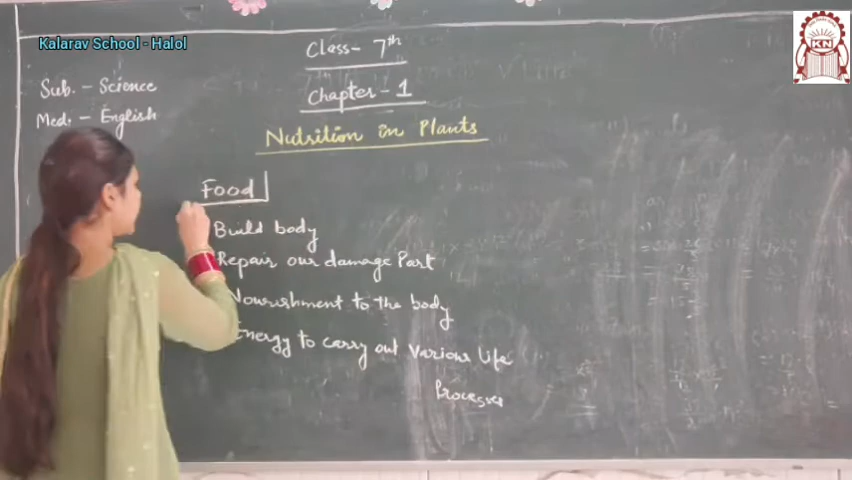 Kalarav School - Halol
Class- 7th
Chapter - 1
Sub. - Science
Med. - English
Nutrition in Plants
Food
Build body
Repair our damage Part
Nourishment to the body
Energy to carry out various life
Processes
KN